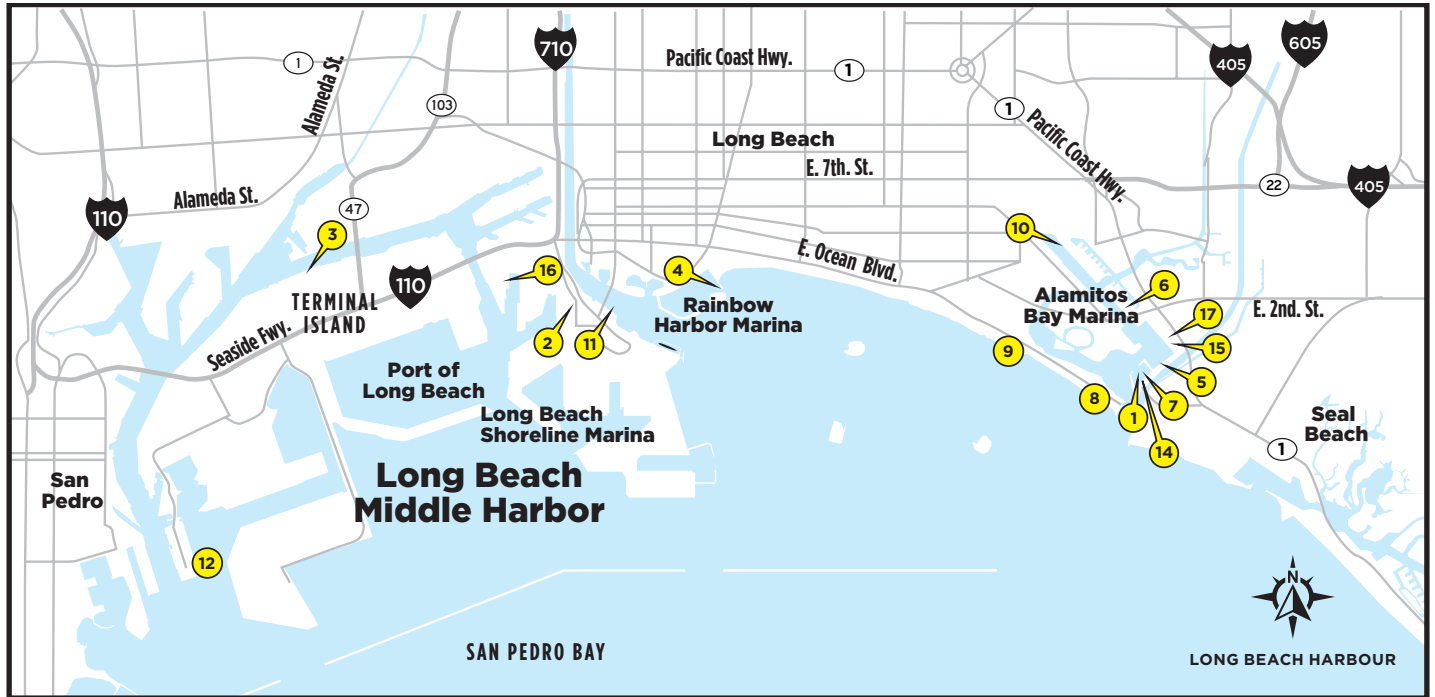 710
605
405
Pacific Coast Hwy.
1
1
Alameda St.
103
1
Pacific Coast Hwy.
Long Beach
E. 7th. St.
22
405
Alameda St.
110
47
3
10
E. Ocean Blvd.
16
4
110
6
TERMINAL
ISLAND
Rainbow
Harbor Marina
Alamitos
Bay Marina
E. 2nd. St.
17
Seaside Fwy.
2
11
9
15
Port of
Long Beach
5
8
7
1
14
Long Beach
Shoreline Marina
Seal
Beach
1
San
Pedro
Long Beach
Middle Harbor
12
N
SAN PEDRO BAY
LONG BEACH HARBOUR